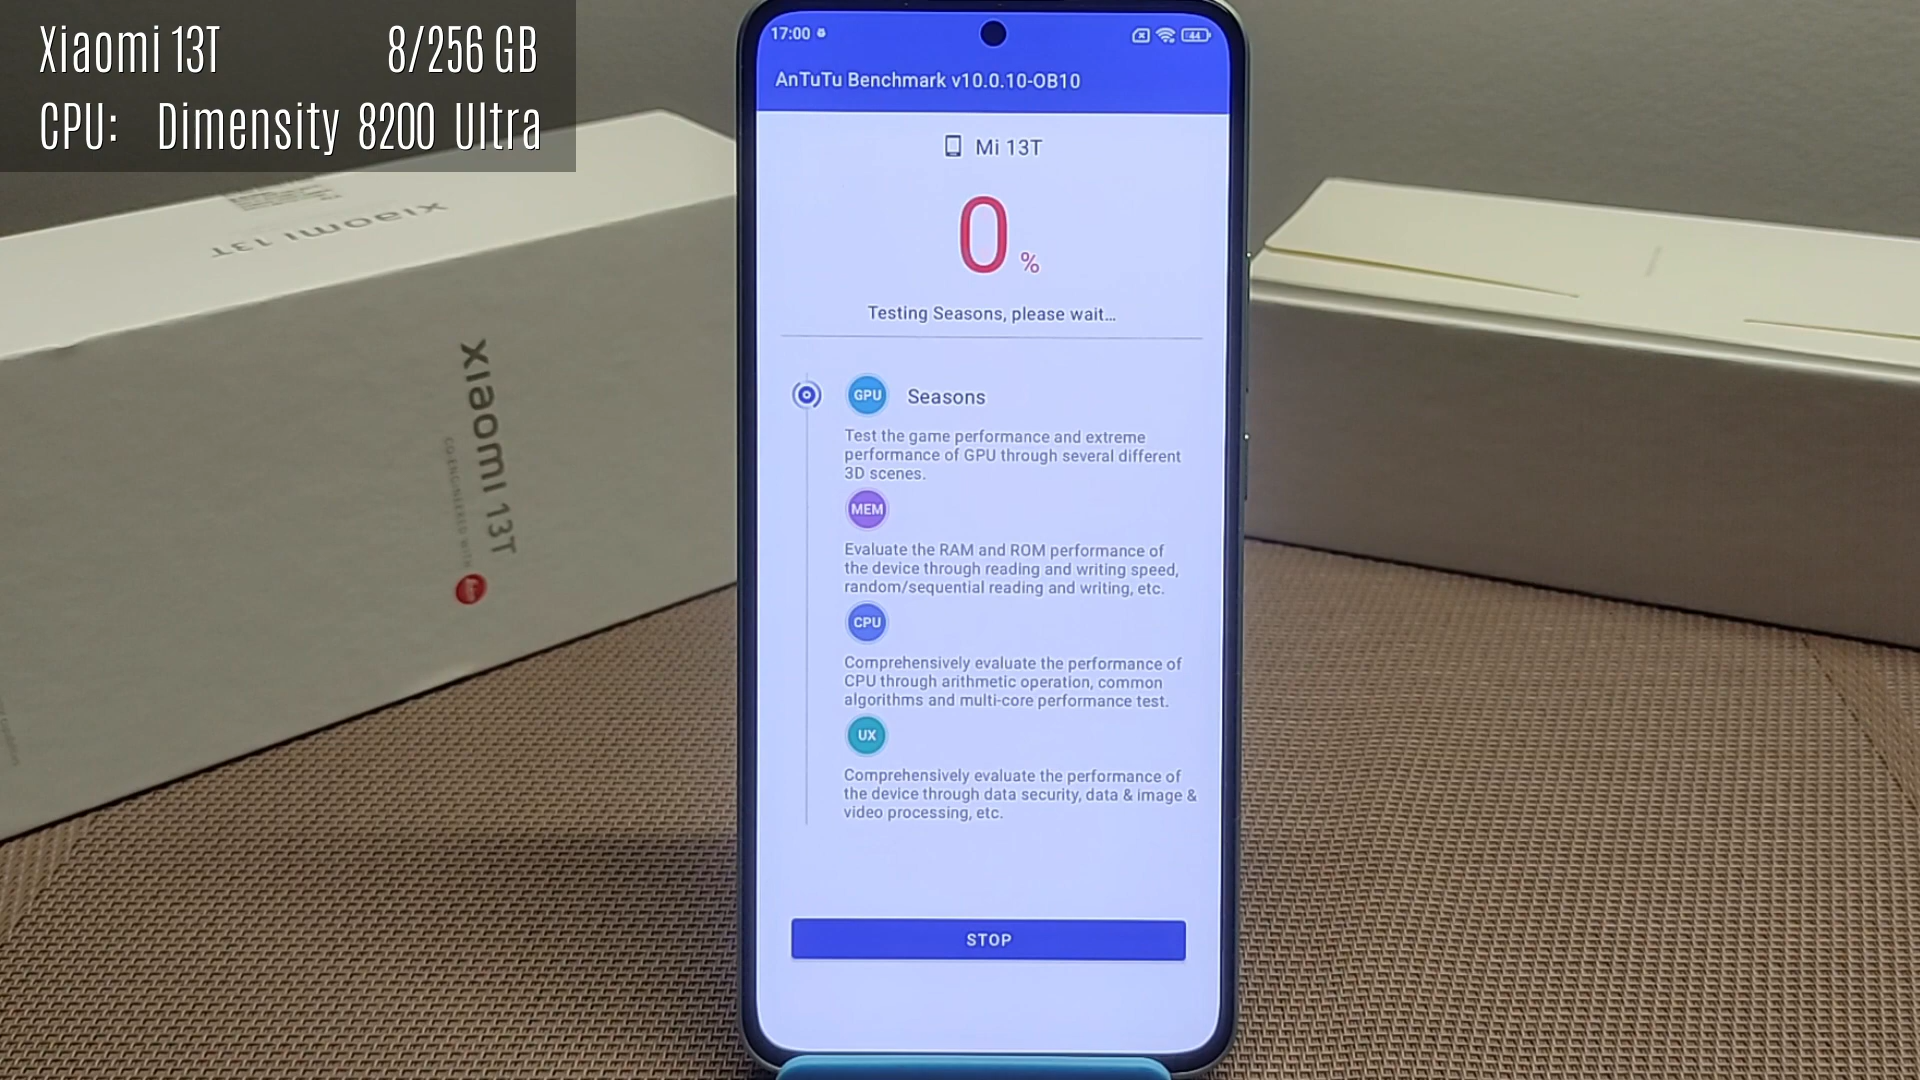 Xiaomi 13T 8/256 GB
CPU: Dimensity 8200 Ultra
17:00
44
AnTuTu Benchmark v10.0.10-OB10
Mi 13T
0 %
Testing Seasons, please wait...
GPU Seasons
Test the game performance and extreme
performance of GPU through several different
3D scenes.
MEM
Evaluate the RAM and ROM performance of
the device through reading and writing speed,
random/sequential reading and writing, etc.
CPU
Comprehensively evaluate the performance of
CPU through arithmetic operation, common
algorithms and multi-core performance test.
UX
Comprehensively evaluate the performance of
the device through data security, data & image &
video processing, etc.
STOP
xiaomi 13T
xiaomi 13T
CO-ENGINEERED WITH